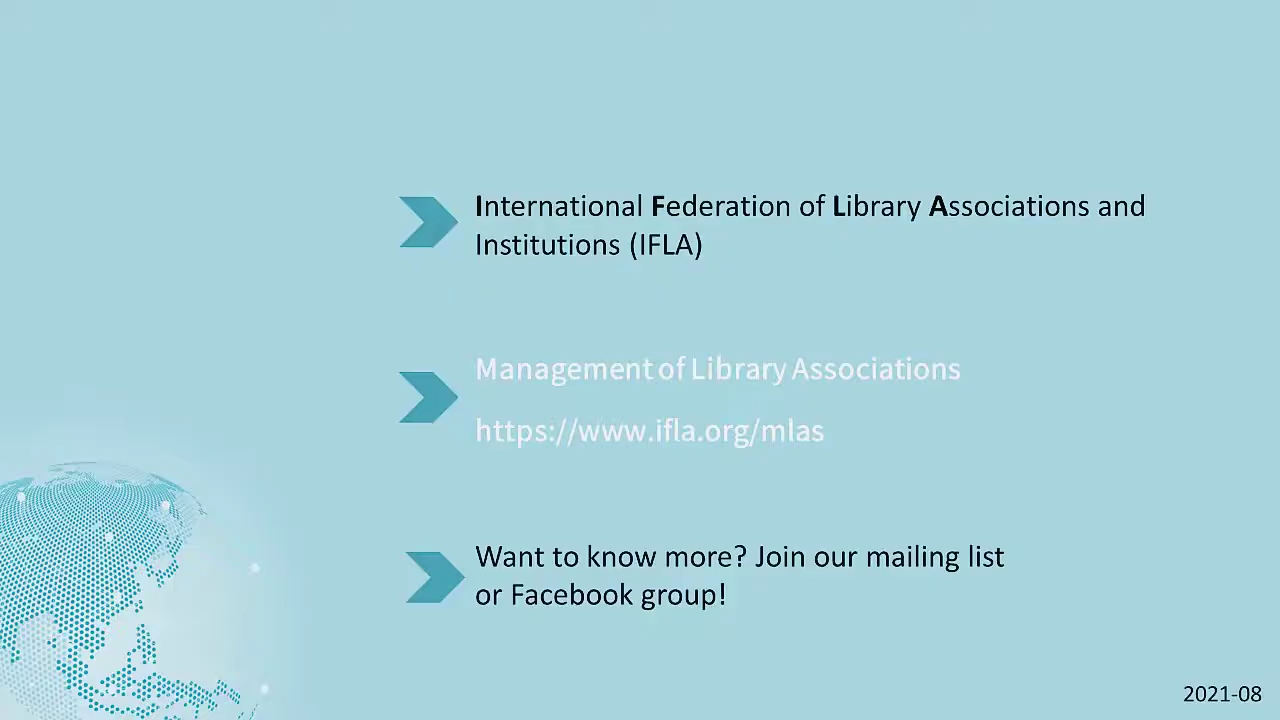 International Federation of Library Associations and
Institutions (IFLA)
Management of Library Associations
https://www.ifla.org/mlas
Want to know more? Join our mailing list
or Facebook group!
2021-08